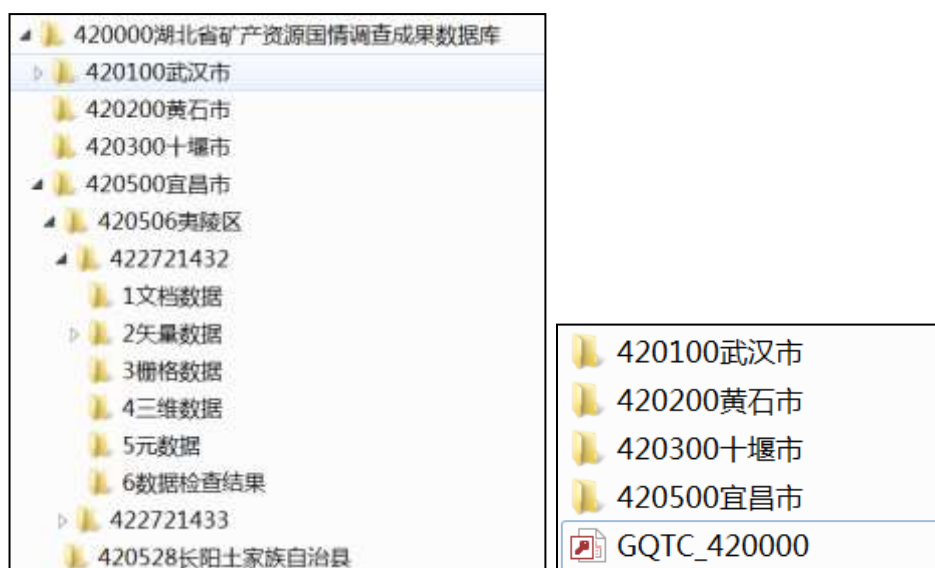 420000湖北省矿产资源国情调查成果数据库
420100武汉市
420200黄石市
420300十堰市
420500宜昌市
420506夷陵区
422721432
1文档数据
2矢量数据
3栅格数据
4三维数据
5元数据
6数据检查结果
422721433
420528长阳土家族自治县
420100武汉市
420200黄石市
420300十堰市
420500宜昌市
GQTC_420000